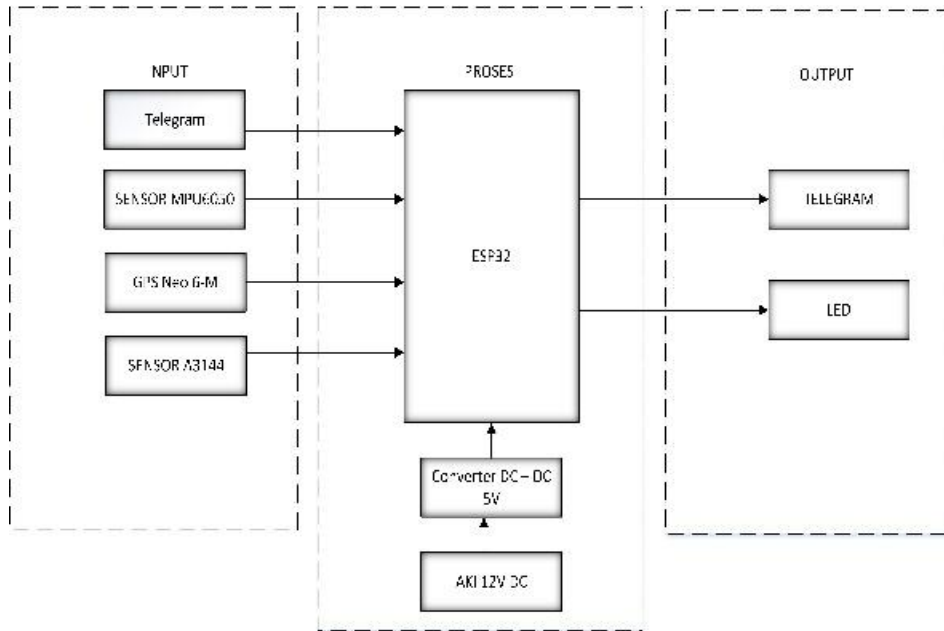 INPUT
Telegram
SENSOR MPU6050
GPS Neo 6-M
SENSOR A3144
PROSES
ESP32
Converter DC – DC
5V
AKI 12V DC
OUTPUT
TELEGRAM
LED